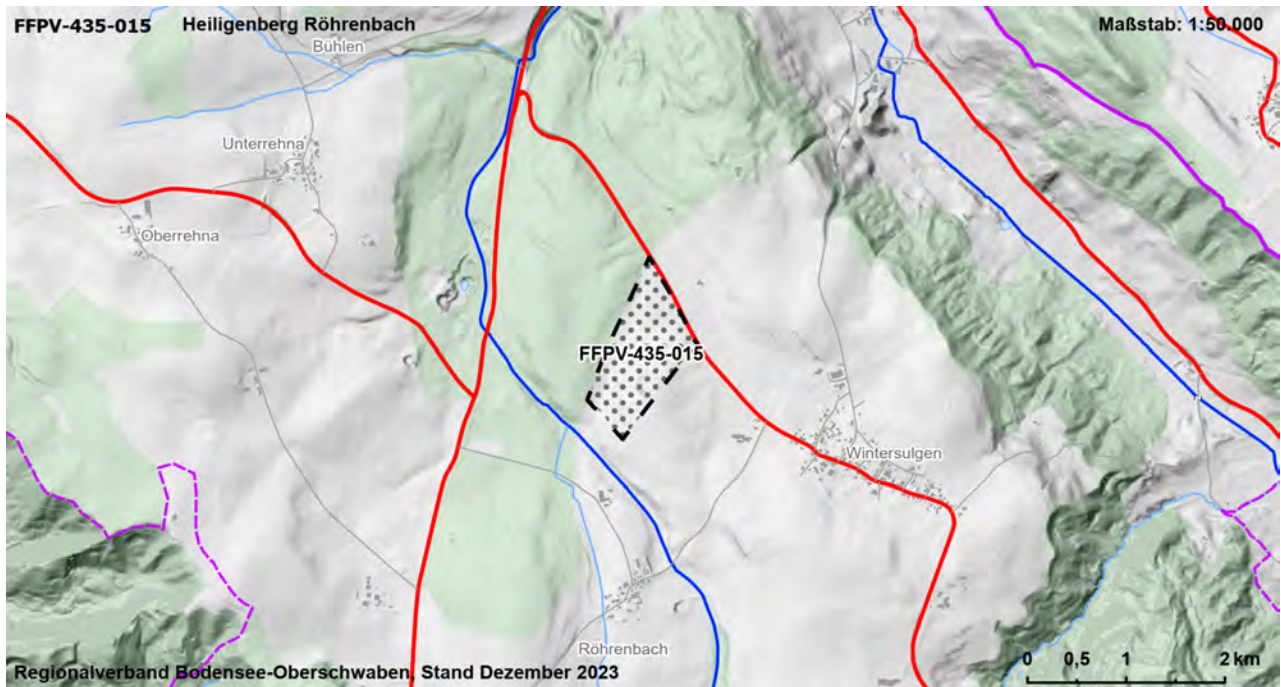 FFPV-435-015 Heiligenberg Röhrenbach Maßstab: 1:50.000
Bühlen
Unterrehna
Oberrehna
FFPV-435-015
Wintersulgen
Röhrenbach
0 0,5 1 2 km
Regionalverband Bodensee-Oberschwaben, Stand Dezember 2023